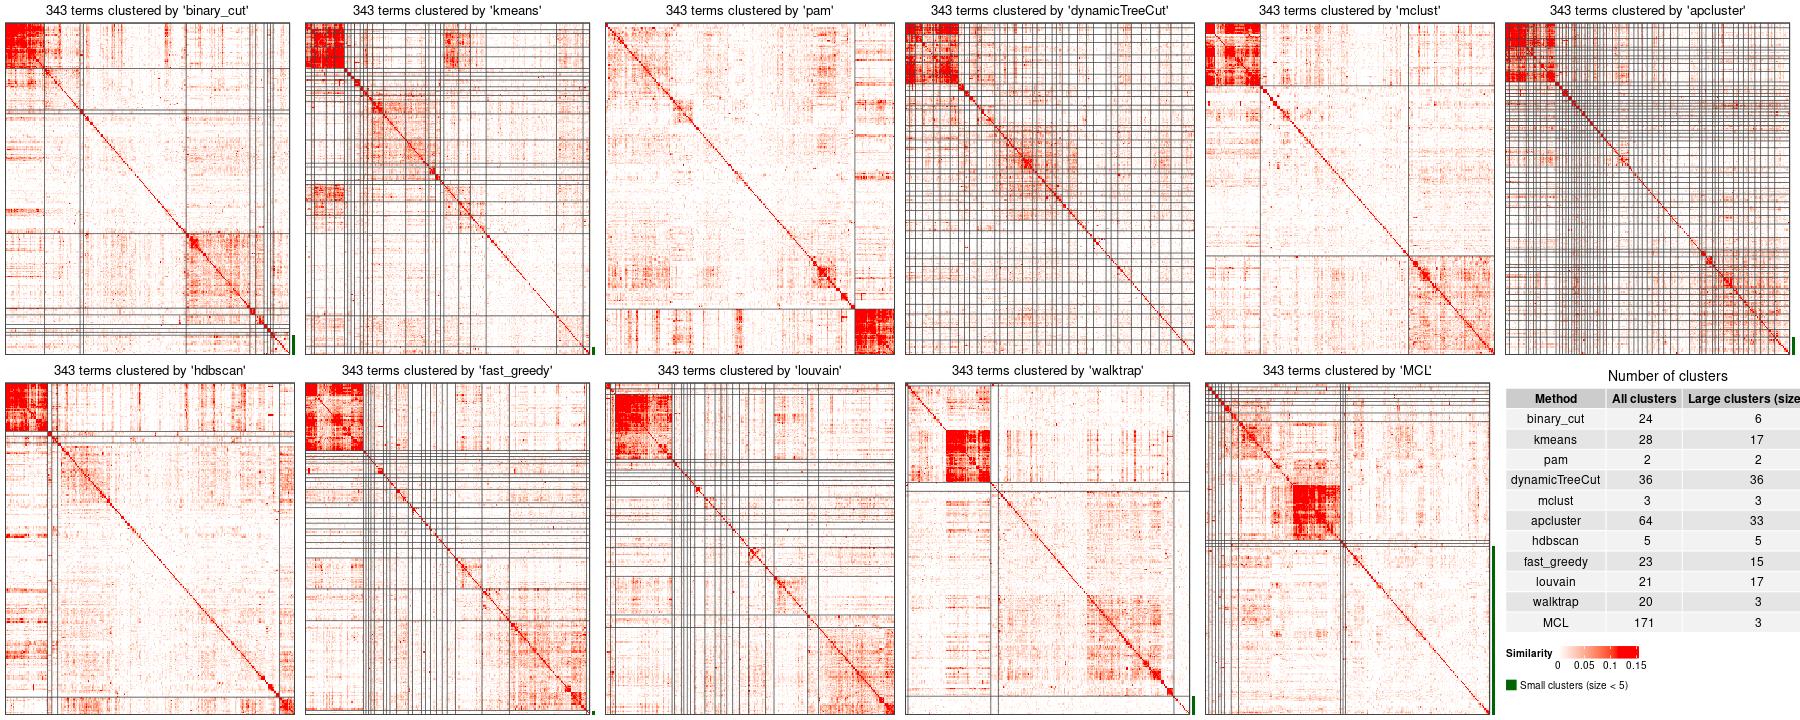 343 terms clustered by 'binary_cut'
343 terms clustered by 'kmeans'
343 terms clustered by 'pam'
343 terms clustered by 'dynamicTreeCut'
343 terms clustered by 'mclust'
343 terms clustered by 'apcluster'
343 terms clustered by 'hdbscan'
343 terms clustered by 'fast_greedy'
343 terms clustered by 'louvain'
343 terms clustered by 'walktrap'
343 terms clustered by 'MCL'
Number of clusters
Method All clusters Large clusters (size
binary_cut 24 6
kmeans 28 17
pam 2 2
dynamicTreeCut 36 36
mclust 3 3
apcluster 64 33
hdbscan 5 5
fast_greedy 23 15
louvain 21 17
walktrap 20 3
MCL 171 3
Similarity
0 0.05 0.1 0.15
Small clusters (size < 5)